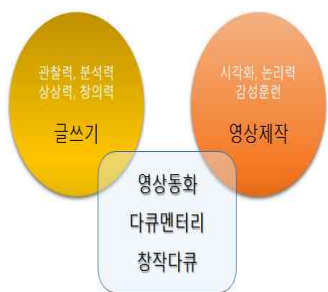 관찰력, 분석력
상상력, 창의력
글쓰기
시각화, 논리력
감성훈련
영상제작
영상동화
다큐멘터리
창작다큐